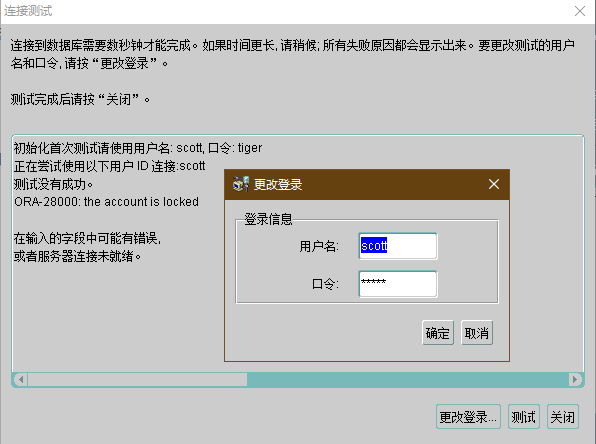 连接测试
连接到数据库需要数秒钟才能完成。如果时间更长, 请稍候; 所有失败原因都会显示出来。要更改测试的用户
名和口令, 请按“更改登录”。
测试完成后请按“关闭”。
初始化首次测试请使用用户名: scott, 口令: tiger
正在尝试使用以下用户 ID 连接:scott
测试没有成功。
ORA-28000: the account is locked
在输入的字段中可能有错误,
或者服务器连接未就绪。
更改登录
登录信息
用户名: scott
口令: *****
确定 取消
更改登录... 测试 关闭